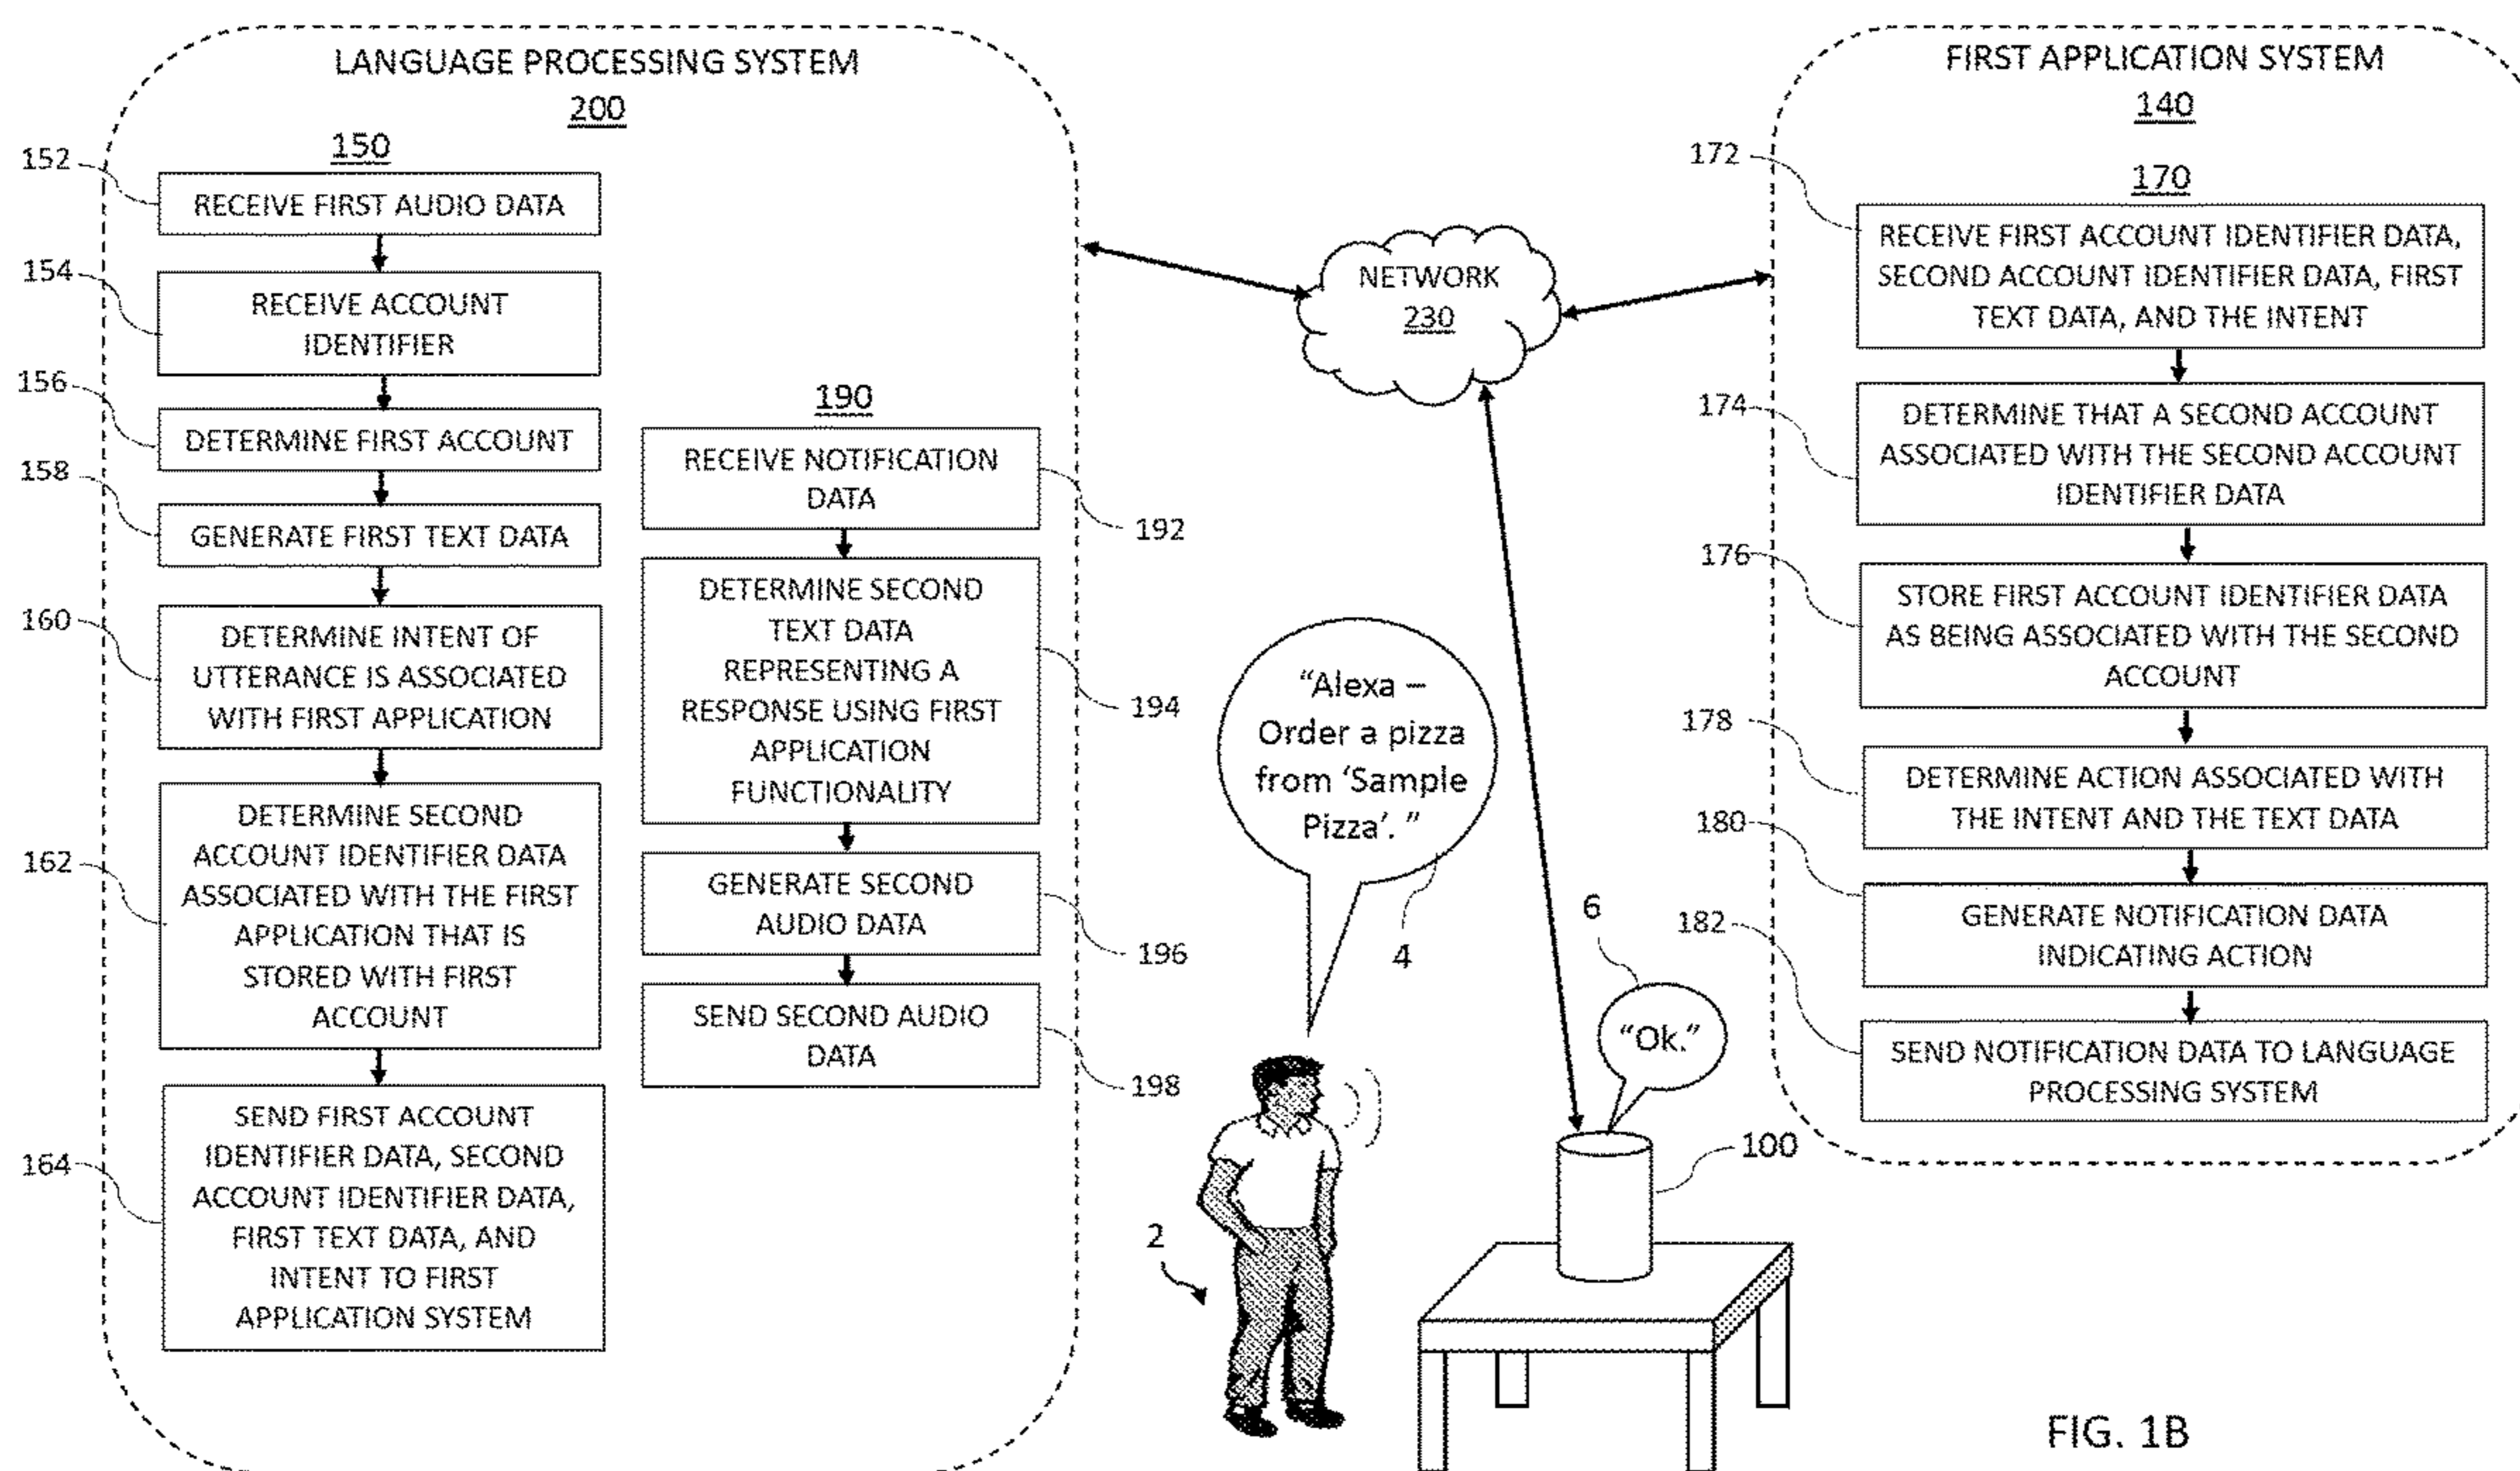 LANGUAGE PROCESSING SYSTEM
200
150
152
RECEIVE FIRST AUDIO DATA
154
RECEIVE ACCOUNT
IDENTIFIER
156
DETERMINE FIRST ACCOUNT
158
GENERATE FIRST TEXT DATA
160
DETERMINE INTENT OF
UTTERANCE IS ASSOCIATED
WITH FIRST APPLICATION
162
DETERMINE SECOND
ACCOUNT IDENTIFIER DATA
ASSOCIATED WITH THE FIRST
APPLICATION THAT IS
STORED WITH FIRST
ACCOUNT
164
SEND FIRST ACCOUNT
IDENTIFIER DATA, SECOND
ACCOUNT IDENTIFIER DATA,
FIRST TEXT DATA, AND
INTENT TO FIRST
APPLICATION SYSTEM
190
RECEIVE NOTIFICATION
DATA
192
DETERMINE SECOND
TEXT DATA
REPRESENTING A
RESPONSE USING FIRST
APPLICATION
FUNCTIONALITY
194
GENERATE SECOND
AUDIO DATA
196
SEND SECOND AUDIO
DATA
198
NETWORK
230
“Alexa –
Order a pizza
from ‘Sample
Pizza’. ”
4
6
“Ok.”
100
2
FIRST APPLICATION SYSTEM
140
170
172
RECEIVE FIRST ACCOUNT IDENTIFIER DATA,
SECOND ACCOUNT IDENTIFIER DATA, FIRST
TEXT DATA, AND THE INTENT
174
DETERMINE THAT A SECOND ACCOUNT
ASSOCIATED WITH THE SECOND ACCOUNT
IDENTIFIER DATA
176
STORE FIRST ACCOUNT IDENTIFIER DATA
AS BEING ASSOCIATED WITH THE SECOND
ACCOUNT
178
DETERMINE ACTION ASSOCIATED WITH
THE INTENT AND THE TEXT DATA
180
GENERATE NOTIFICATION DATA
INDICATING ACTION
182
SEND NOTIFICATION DATA TO LANGUAGE
PROCESSING SYSTEM
FIG. 1B